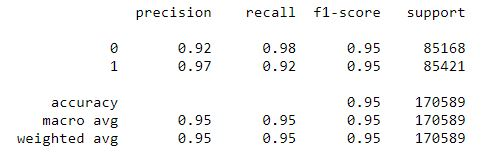 precision recall f1-score support
0 0.92 0.98 0.95 85168
1 0.97 0.92 0.95 85421
accuracy 0.95 170589
macro avg 0.95 0.95 0.95 170589
weighted avg 0.95 0.95 0.95 170589